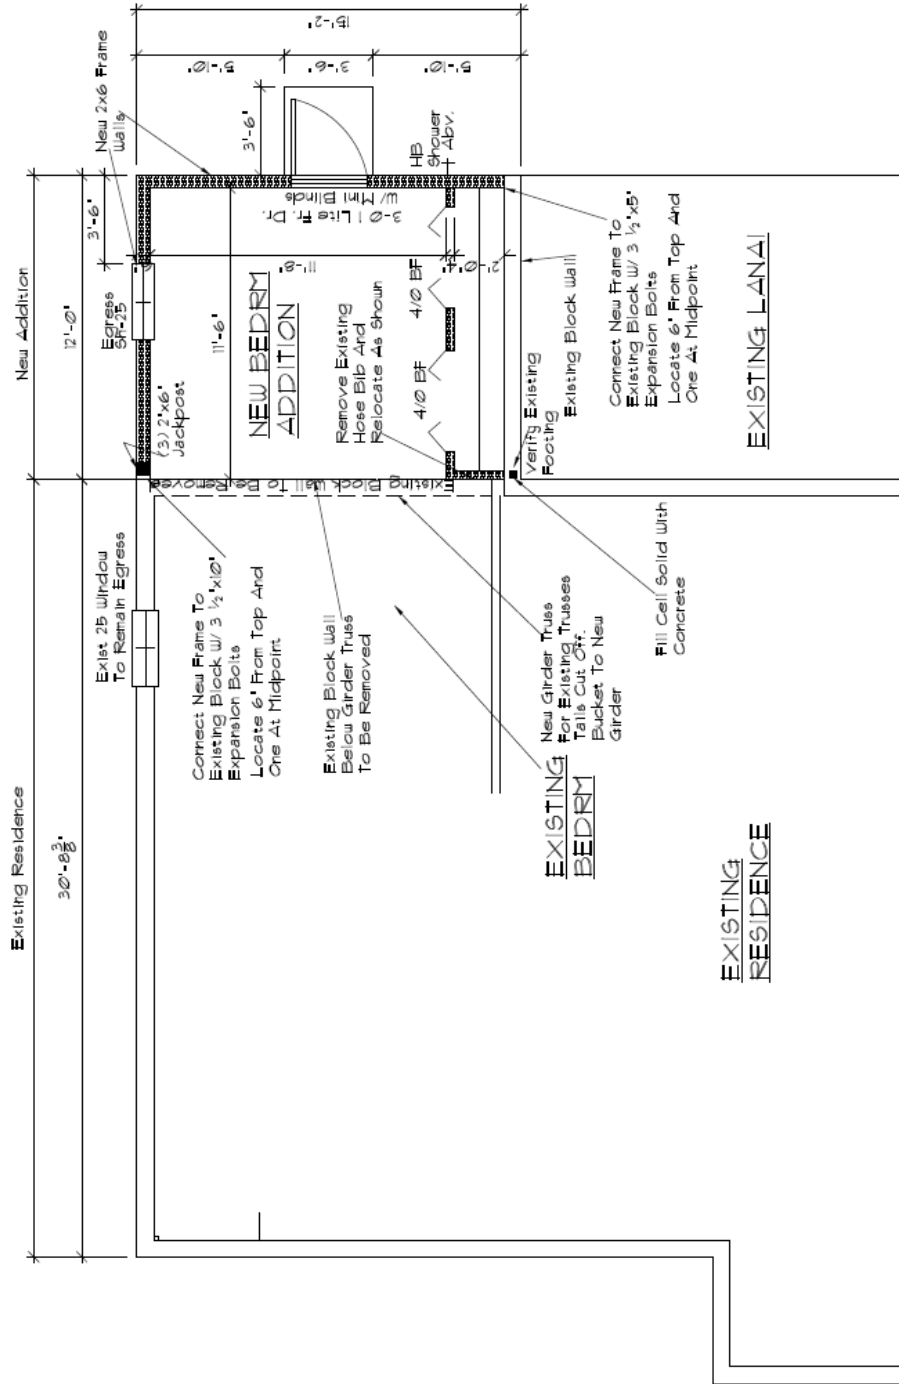 Existing Residence
New Addition
30'-8 3/8"
12'-0"
3'-6"
New 2x6 Frame
Walls
Exist 25 Window
To Remain Egress
Egress
SH-25
(3) 2"x6"
Jackpost
Connect New Frame To
Existing Block W/ 3 1/2"x10"
Expansion Bolts
Locate 6" From Top And
One At Midpoint
11'-6"
3'-6"
NEW BEDRM
ADDITION
3-0 1 Lite Fr. Dr.
W/ Mini Blinds
11'-8"
5'-10"
3'-6"
5'-10"
15'-2"
Existing Block Wall To Be Removed
Existing Block Wall
Below Girder Truss
To Be Removed
Remove Existing
Hose Bib And
Relocate As Shown
4/0 BF
4/0 BF
HB
Shower
Abv.
2'-0"
New Girder Truss
For Existing Trusses
Tails Cut Off.
Bucket To New
Girder
EXISTING
BEDRM
Verify Existing
Footing
Existing Block Wall
Connect New Frame To
Existing Block W/ 3 1/2"x5"
Expansion Bolts
Locate 6" From Top And
One At Midpoint
Fill Cell Solid With
Concrete
EXISTING
RESIDENCE
EXISTING LANAI